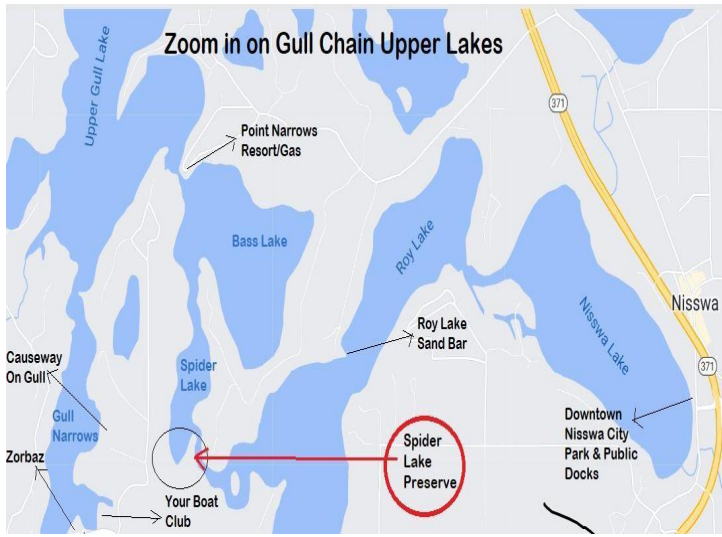 Zoom in on Gull Chain Upper Lakes
Upper Gull Lake
371
Point Narrows
Resort/Gas
Bass Lake
Roy Lake
Nisswa
Roy Lake
Sand Bar
Nisswa Lake
Causeway
On Gull
Spider
Lake
371
Gull
Narrows
Downtown
Nisswa City
Park & Public
Docks
Zorbaz
Spider
Lake
Preserve
Your Boat
Club